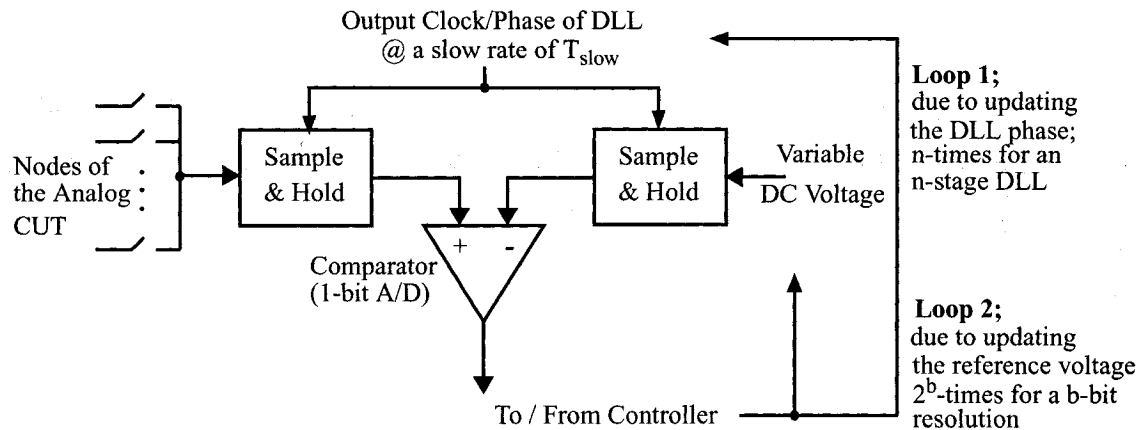 Output Clock/Phase of DLL
@ a slow rate of Tslow
Loop 1;
due to updating
the DLL phase;
n-times for an
n-stage DLL
Nodes of
the Analog
CUT
Sample
& Hold
Sample
& Hold
Variable
DC Voltage
+ -
Comparator
(1-bit A/D)
Loop 2;
due to updating
the reference voltage
2^b-times for a b-bit
resolution
To / From Controller